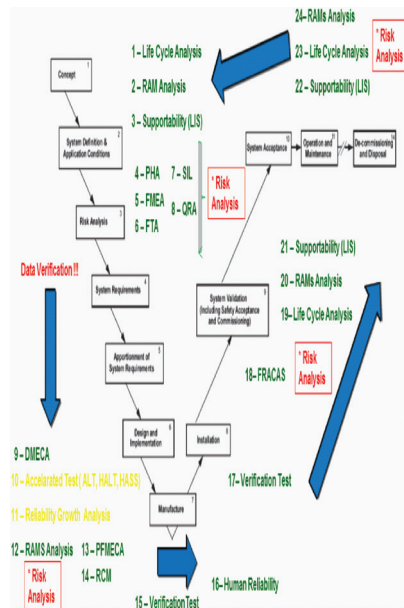 24– RAMs Analysis
1 – Life Cycle Analysis
23 – Life Cycle Analysis
* Risk
Analysis
Concept
1
2 – RAM Analysis
22 – Supportability (LIS)
3 – Supportability (LIS)
System Definition &
Application Conditions
2
System Acceptance
10
Operation and
Maintenance
11
De-commissioning
and Disposal
14
4 – PHA
7 – SIL
5 – FMEA
8 – QRA
6 – FTA
* Risk
Analysis
Risk Analysis
3
21 – Supportability (LIS)
Data Verification !!
20 – RAMs Analysis
System Requirements
4
System Validation
(Including Safety Acceptance
and Commissioning)
9
19– Life Cycle Analysis
Apportionment of
System Requirements
5
18– FRACAS
* Risk
Analysis
Design and
Implementation
6
Installation
8
9 – DMECA
10 – Accelarated Test ( ALT, HALT, HASS)
17– Verification Test
11 – Reliability Growth Analysis
Manufacture
7
12 – RAMS Analysis
13 – PFMECA
* Risk
Analysis
14 – RCM
16– Human Reliability
15 – Verification Test